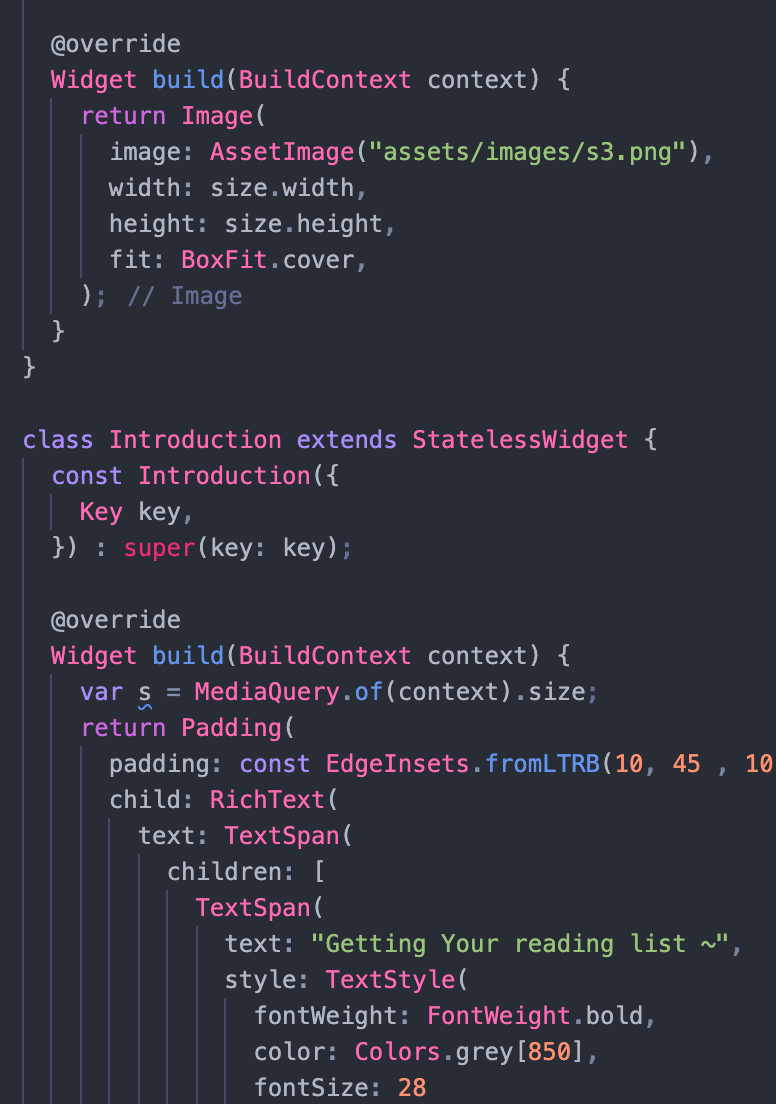 @override
Widget build(BuildContext context) {
return Image(
image: AssetImage("assets/images/s3.png"),
width: size.width,
height: size.height,
fit: BoxFit.cover,
); // Image
}
}
class Introduction extends StatelessWidget {
const Introduction({
Key key,
}) : super(key: key);
@override
Widget build(BuildContext context) {
var s = MediaQuery.of(context).size;
return Padding(
padding: const EdgeInsets.fromLTRB(10, 45 , 10
child: RichText(
text: TextSpan(
children: [
TextSpan(
text: "Getting Your reading list ~",
style: TextStyle(
fontWeight: FontWeight.bold,
color: Colors.grey[850],
fontSize: 28